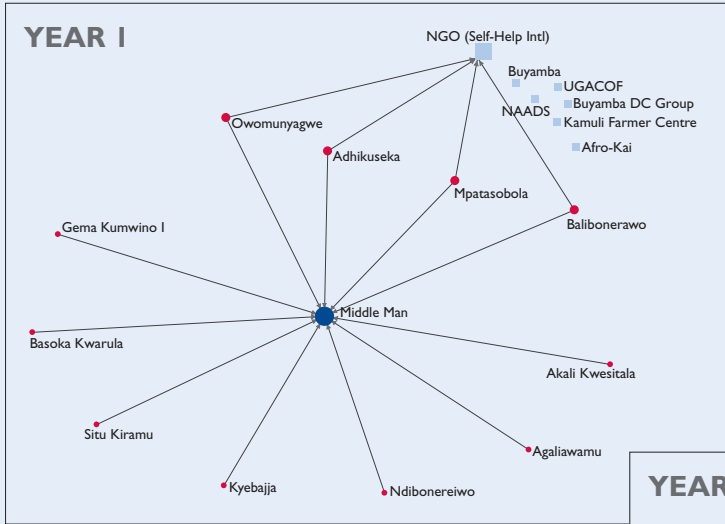 YEAR I
NGO (Self-Help Intl)
Buyamba
UGACOF
NAADS
Buyamba DC Group
Kamuli Farmer Centre
Afro-Kai
Owomunyagwe
Adhikuseka
Mpatasobola
Balibonerawo
Gema Kumwino I
Middle Man
Basoka Kwarula
Akali Kwesitala
Situ Kiramu
Agaliawamu
Kyebajja
Ndibonereiwo
YEAR